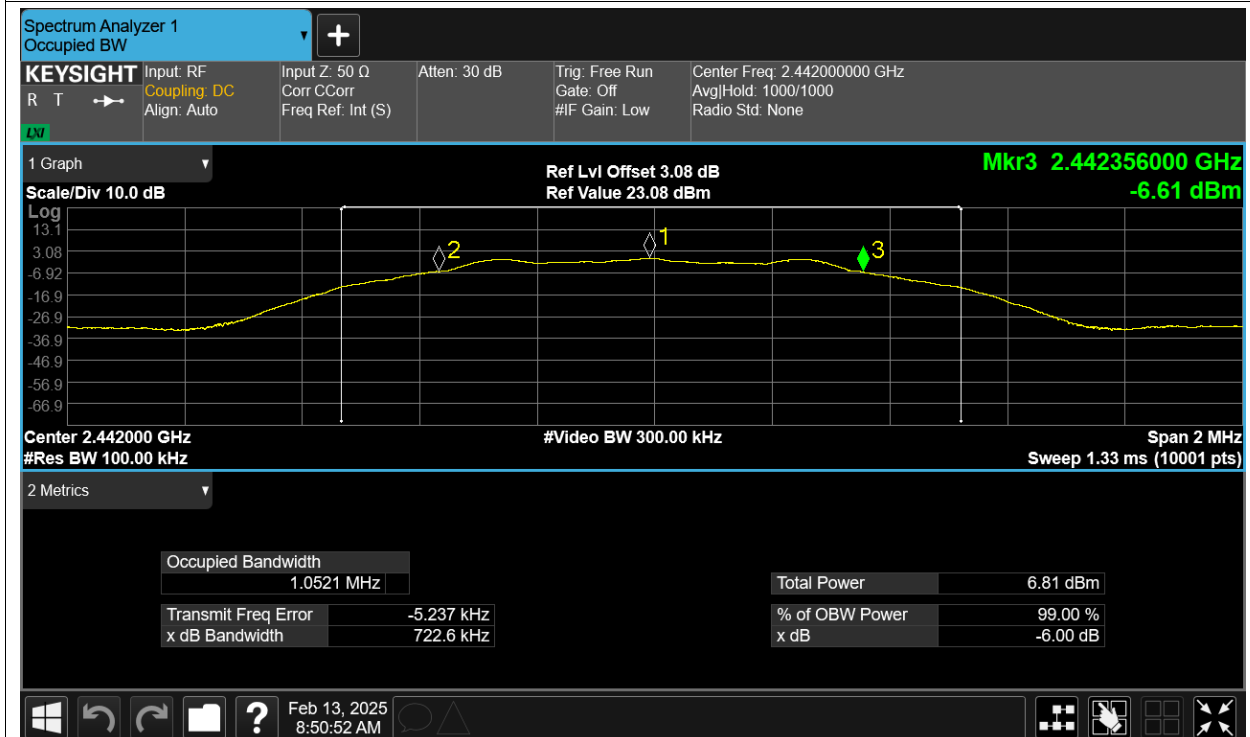 Spectrum Analyzer 1
Occupied BW
KEYSIGHT
R T
LXI
Input: RF
Coupling: DC
Align: Auto
Input Z: 50 Ω
Corr CCorr
Freq Ref: Int (S)
Atten: 30 dB
Trig: Free Run
Gate: Off
#IF Gain: Low
Center Freq: 2.442000000 GHz
Avg|Hold: 1000/1000
Radio Std: None
1 Graph
Scale/Div 10.0 dB
Ref Lvl Offset 3.08 dB
Ref Value 23.08 dBm
Mkr3 2.442356000 GHz
-6.61 dBm
Log
13.1
3.08
-6.92
-16.9
-26.9
-36.9
-46.9
-56.9
-66.9
2
1
3
Center 2.442000 GHz
#Res BW 100.00 kHz
#Video BW 300.00 kHz
Span 2 MHz
Sweep 1.33 ms (10001 pts)
2 Metrics
Occupied Bandwidth
1.0521 MHz
Transmit Freq Error -5.237 kHz
x dB Bandwidth 722.6 kHz
Total Power 6.81 dBm
% of OBW Power 99.00 %
x dB -6.00 dB
?
Feb 13, 2025
8:50:52 AM